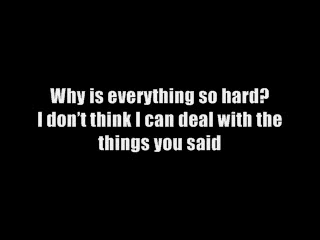 Why is everything so hard?
I don't think I can deal with the
things you said